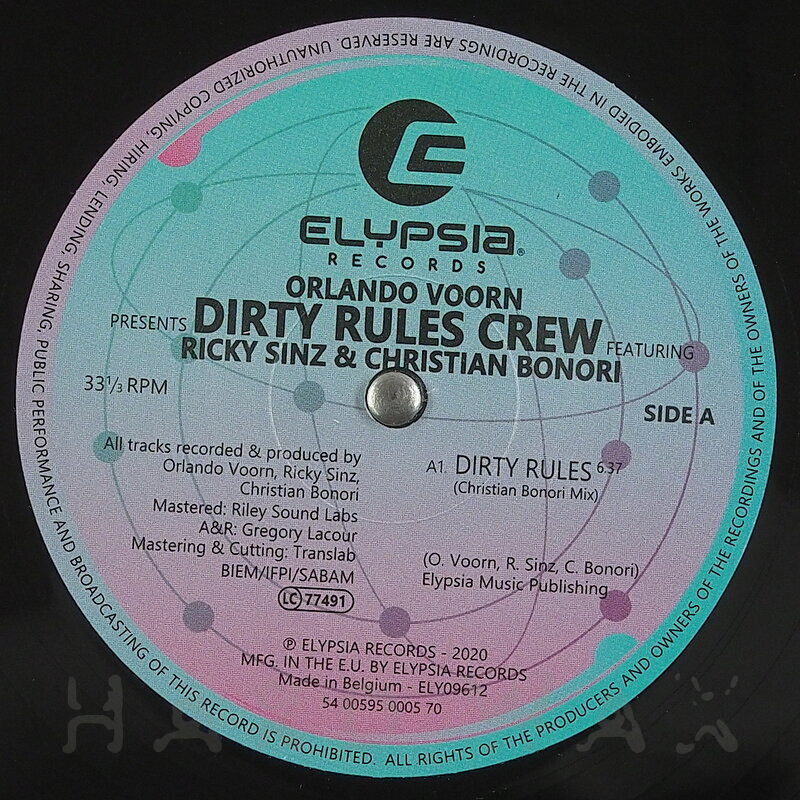 ELYPSIA®
RECORDS
ORLANDO VOORN
PRESENTS DIRTY RULES CREW FEATURING
RICKY SINZ & CHRISTIAN BONORI
33⅓ RPM
SIDE A
All tracks recorded & produced by
Orlando Voorn, Ricky Sinz,
Christian Bonori
Mastered: Riley Sound Labs
A&R: Gregory Lacour
Mastering & Cutting: Translab
BIEM/IFPI/SABAM
LC 77491
A1. DIRTY RULES 6.37
(Christian Bonori Mix)
(O. Voorn, R. Sinz, C. Bonori)
Elypsia Music Publishing
℗ ELYPSIA RECORDS - 2020
MFG. IN THE E.U. BY ELYPSIA RECORDS
Made in Belgium - ELY09612
54 00595 0005 70
UNAUTHORIZED COPYING, HIRING, LENDING, SHARING, PUBLIC PERFORMANCE AND BROADCASTING OF THIS RECORD IS PROHIBITED. ALL RIGHTS OF THE PRODUCERS AND OWNERS OF THE RECORDINGS AND OF THE OWNERS OF THE WORKS EMBODIED IN THE RECORDINGS ARE RESERVED.